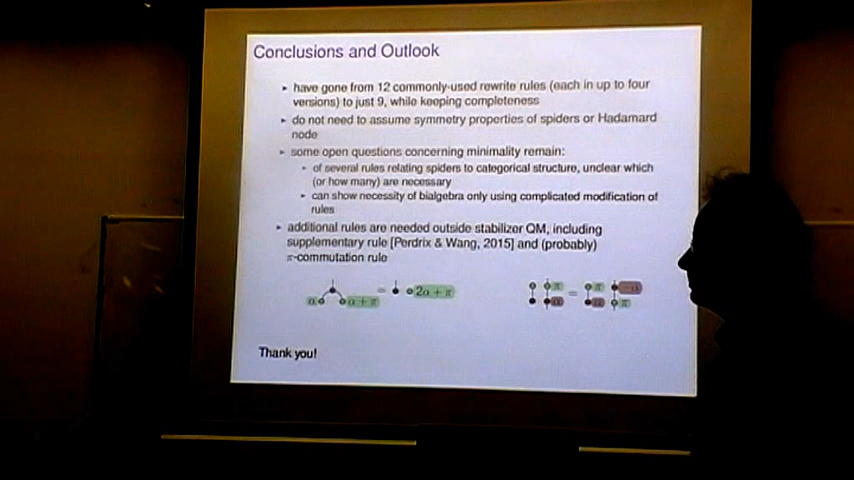 Conclusions and Outlook
▸ have gone from 12 commonly-used rewrite rules (each in up to four
versions) to just 9, while keeping completeness
▸ do not need to assume symmetry properties of spiders or Hadamard
node
▸ some open questions concerning minimality remain:
▸ of several rules relating spiders to categorical structure, unclear which
(or how many) are necessary
▸ can show necessity of bialgebra only using complicated modification of
rules
▸ additional rules are needed outside stabilizer QM, including
supplementary rule [Perdrix & Wang, 2015] and (probably)
π-commutation rule
α α + π = 2α + π
π α = π α -α π
Thank you!